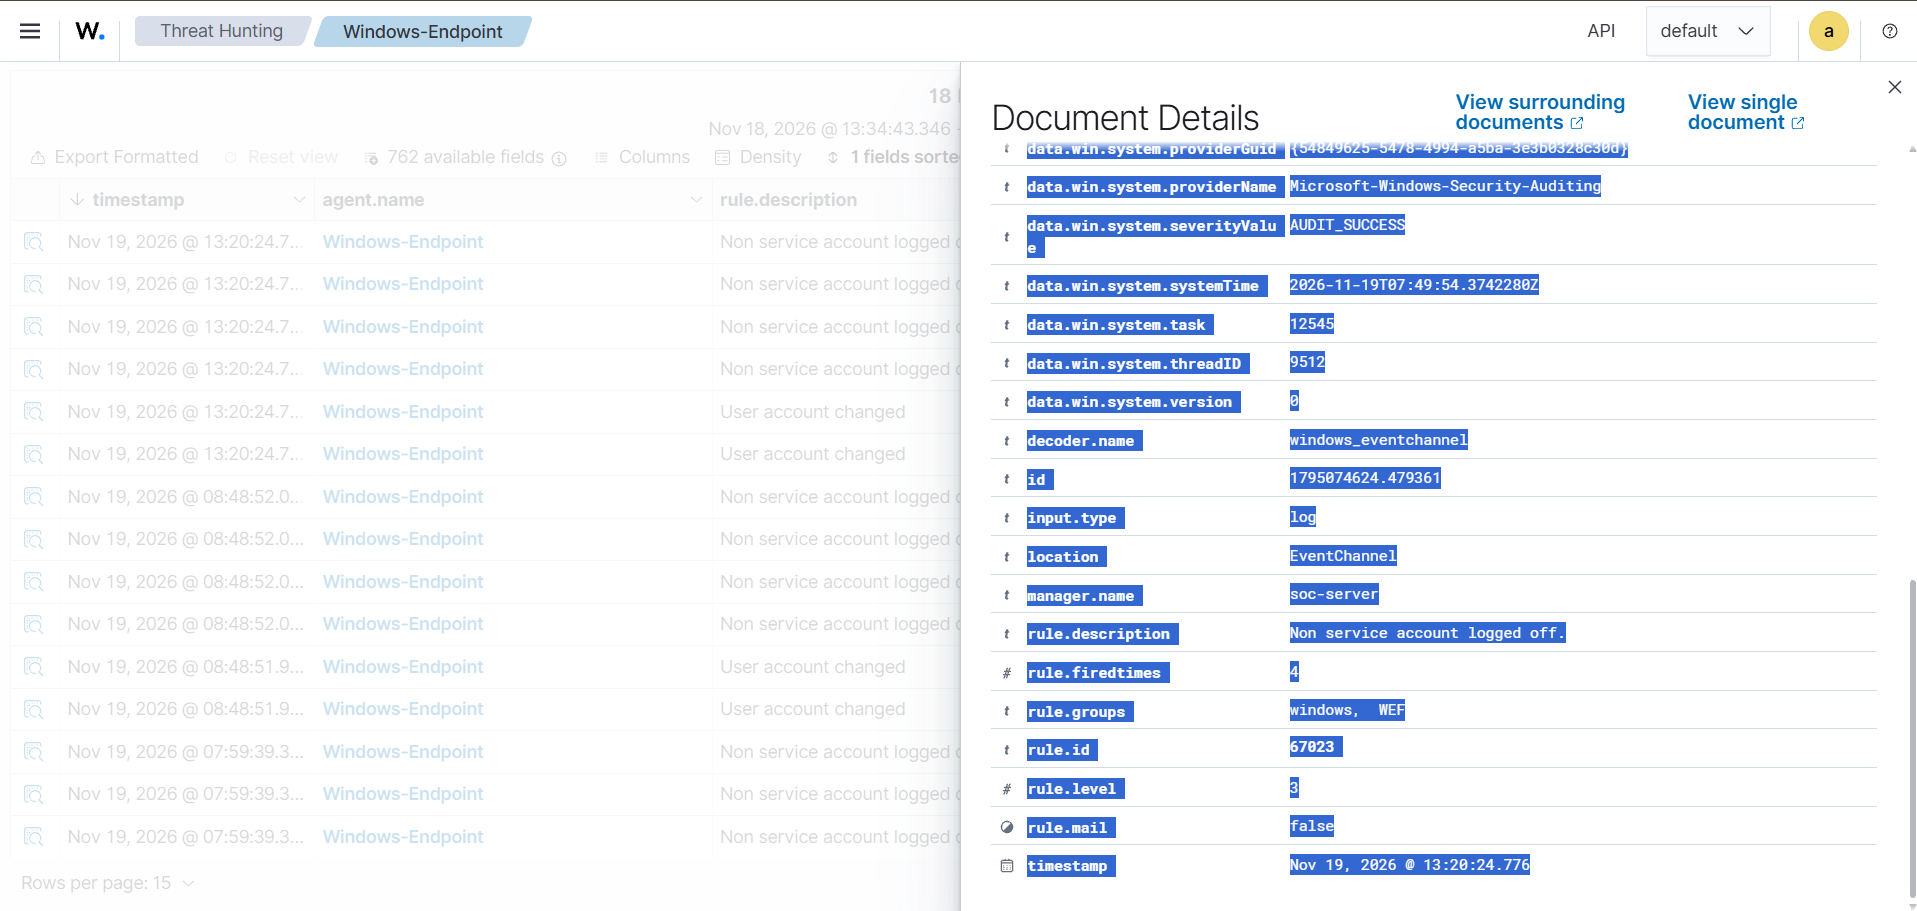 W.
Threat Hunting
Windows-Endpoint
API
default
a
18
Nov 18, 2026 @ 13:34:43.346 -
Export Formatted
Reset view
762 available fields
Columns
Density
1 fields sorte
timestamp
agent.name
rule.description
Nov 19, 2026 @ 13:20:24.7... Windows-Endpoint Non service account logged
Nov 19, 2026 @ 13:20:24.7... Windows-Endpoint Non service account logged
Nov 19, 2026 @ 13:20:24.7... Windows-Endpoint Non service account logged
Nov 19, 2026 @ 13:20:24.7... Windows-Endpoint Non service account logged
Nov 19, 2026 @ 13:20:24.7... Windows-Endpoint User account changed
Nov 19, 2026 @ 13:20:24.7... Windows-Endpoint User account changed
Nov 19, 2026 @ 08:48:52.0... Windows-Endpoint Non service account logged
Nov 19, 2026 @ 08:48:52.0... Windows-Endpoint Non service account logged
Nov 19, 2026 @ 08:48:52.0... Windows-Endpoint Non service account logged
Nov 19, 2026 @ 08:48:52.0... Windows-Endpoint Non service account logged
Nov 19, 2026 @ 08:48:51.9... Windows-Endpoint User account changed
Nov 19, 2026 @ 08:48:51.9... Windows-Endpoint User account changed
Nov 19, 2026 @ 07:59:39.3... Windows-Endpoint Non service account logged
Nov 19, 2026 @ 07:59:39.3... Windows-Endpoint Non service account logged
Nov 19, 2026 @ 07:59:39.3... Windows-Endpoint Non service account logged
Rows per page: 15
Document Details
View surrounding
documents
View single
document
t data.win.system.providerGuid {54849625-5478-4994-a5ba-3e3b0328c30d}
t data.win.system.providerName Microsoft-Windows-Security-Auditing
t data.win.system.severityValu AUDIT_SUCCESS
e
t data.win.system.systemTime 2026-11-19T07:49:54.3742280Z
t data.win.system.task 12545
t data.win.system.threadID 9512
t data.win.system.version 0
t decoder.name windows_eventchannel
t id 1795074624.479361
t input.type log
t location EventChannel
t manager.name soc-server
t rule.description Non service account logged off.
# rule.firedtimes 4
t rule.groups windows, WEF
t rule.id 67023
# rule.level 3
rule.mail false
timestamp Nov 19, 2026 @ 13:20:24.776